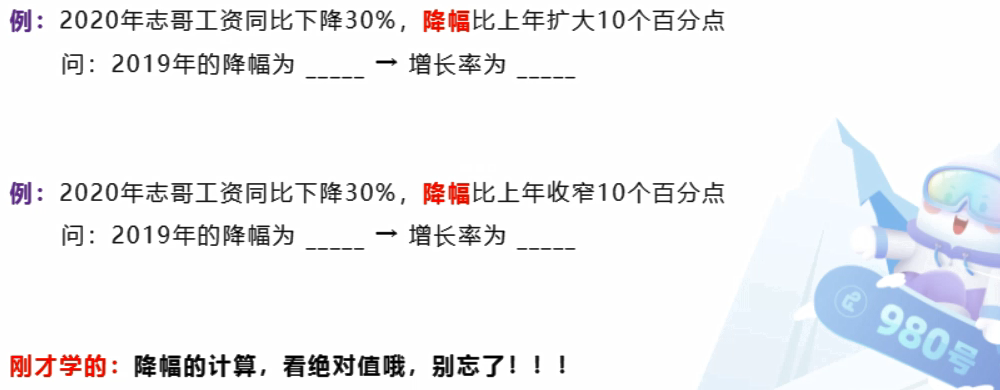 例：2020年志哥工资同比下降30%，降幅比上年扩大10个百分点
问：2019年的降幅为 _____ → 增长率为 _____
例：2020年志哥工资同比下降30%，降幅比上年收窄10个百分点
问：2019年的降幅为 _____ → 增长率为 _____
980号
刚才学的：降幅的计算，看绝对值哦，别忘了！！！